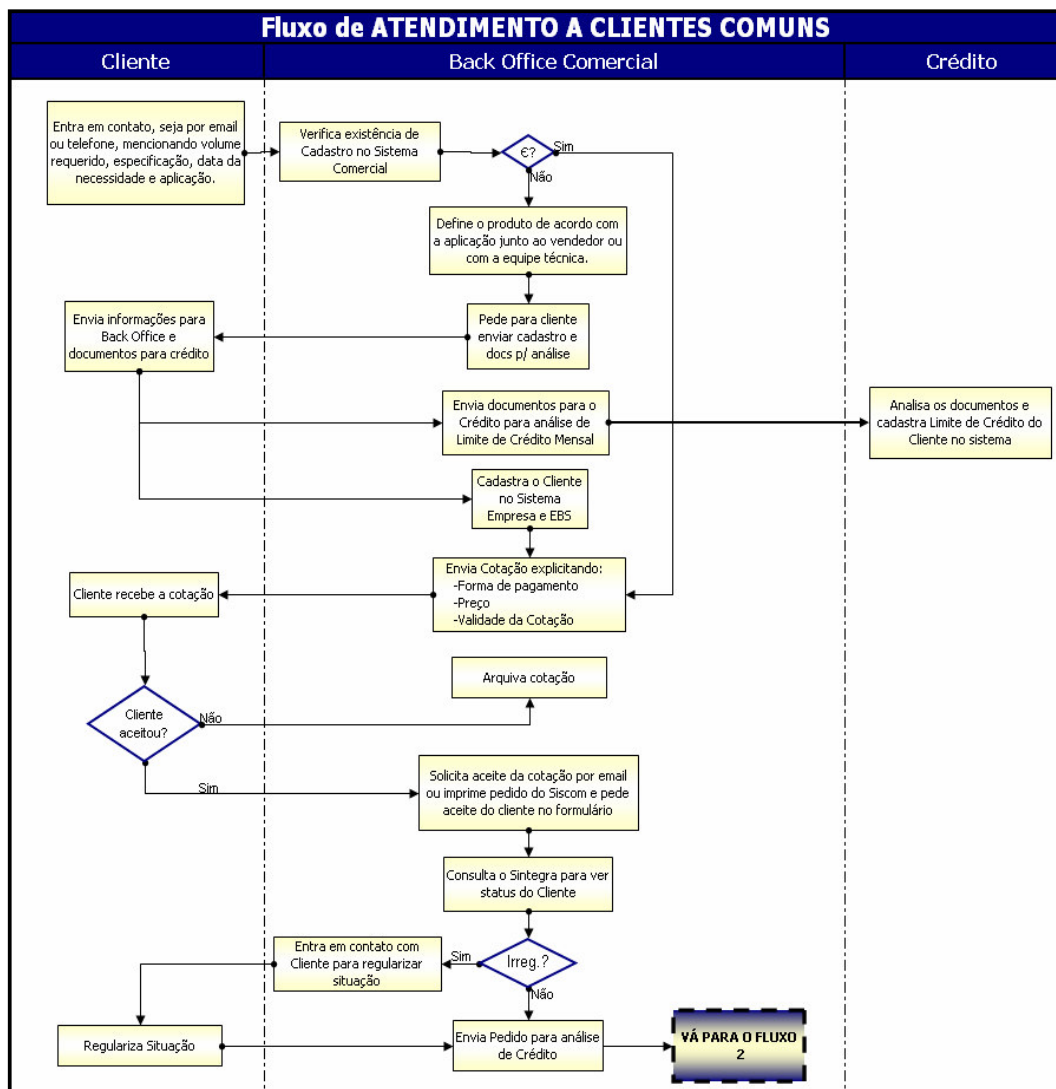 Fluxo de ATENDIMENTO A CLIENTES COMUNS
Cliente
Back Office Comercial
Crédito
Entra em contato, seja por email
ou telefone, mencionando volume
requerido, especificação, data da
necessidade e aplicação.
Verifica existência de
Cadastro no Sistema
Comercial
Є?
Sim
Não
Define o produto de acordo com
a aplicação junto ao vendedor ou
com a equipe técnica.
Envia informações para
Back Office e
documentos para crédito
Pede para cliente
enviar cadastro e
docs p/ análise
Envia documentos para o
Crédito para análise de
Limite de Crédito Mensal
Analisa os documentos e
cadastra Limite de Crédito do
Cliente no sistema
Cadastra o Cliente
no Sistema
Empresa e EBS
Cliente recebe a cotação
Envia Cotação explicitando:
-Forma de pagamento
-Preço
-Validade da Cotação
Arquiva cotação
Cliente
aceitou?
Não
Sim
Solicita aceite da cotação por email
ou imprime pedido do Siscom e pede
aceite do cliente no formulário
Consulta o Sintegra para ver
status do Cliente
Entra em contato com
Cliente para regularizar
situação
Sim
Irreg.?
Não
Regulariza Situação
Envia Pedido para análise
de Crédito
VÁ PARA O FLUXO
2